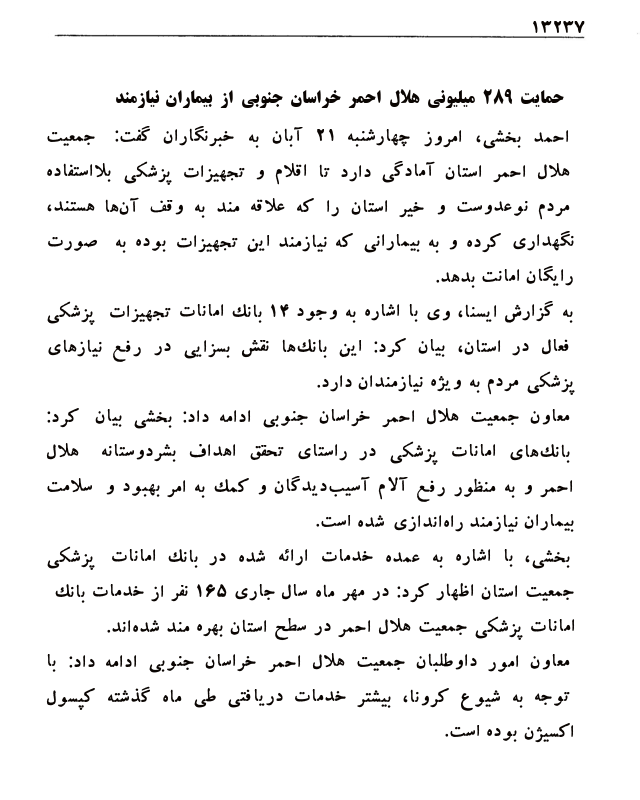 ۱۳۲۳۷
حمایت ۲۸۹ میلیونی هلال احمر خراسان جنوبی از بیماران نیازمند
احمد بخشی، امروز چهارشنبه ۲۱ آبان به خبرنگاران گفت: جمعیت
هلال احمر استان آمادگی دارد تا اقلام و تجهیزات پزشکی بلااستفاده
مردم نوعدوست و خیر استان را که علاقه مند به وقف آن‌ها هستند،
نگهداری کرده و به بیمارانی که نیازمند این تجهیزات بوده به صورت
رایگان امانت بدهد.
به گزارش ایسنا، وی با اشاره به وجود ۱۴ بانك امانات تجهیزات پزشکی
فعال در استان، بیان کرد: این بانك‌ها نقش بسزایی در رفع نیازهای
پزشکی مردم به ویژه نیازمندان دارد.
معاون جمعیت هلال احمر خراسان جنوبی ادامه داد: بخشی بیان کرد:
بانك‌های امانات پزشکی در راستای تحقق اهداف بشردوستانه هلال
احمر و به منظور رفع آلام آسیب‌دیدگان و کمك به امر بهبود و سلامت
بیماران نیازمند راه‌اندازی شده است.
بخشی، با اشاره به عمده خدمات ارائه شده در بانك امانات پزشکی
جمعیت استان اظهار کرد: در مهر ماه سال جاری ۱۶۵ نفر از خدمات بانك
امانات پزشکی جمعیت هلال احمر در سطح استان بهره مند شده‌اند.
معاون امور داوطلبان جمعیت هلال احمر خراسان جنوبی ادامه داد: با
توجه به شیوع کرونا، بیشتر خدمات دریافتی طی ماه گذشته کپسول
اکسیژن بوده است.